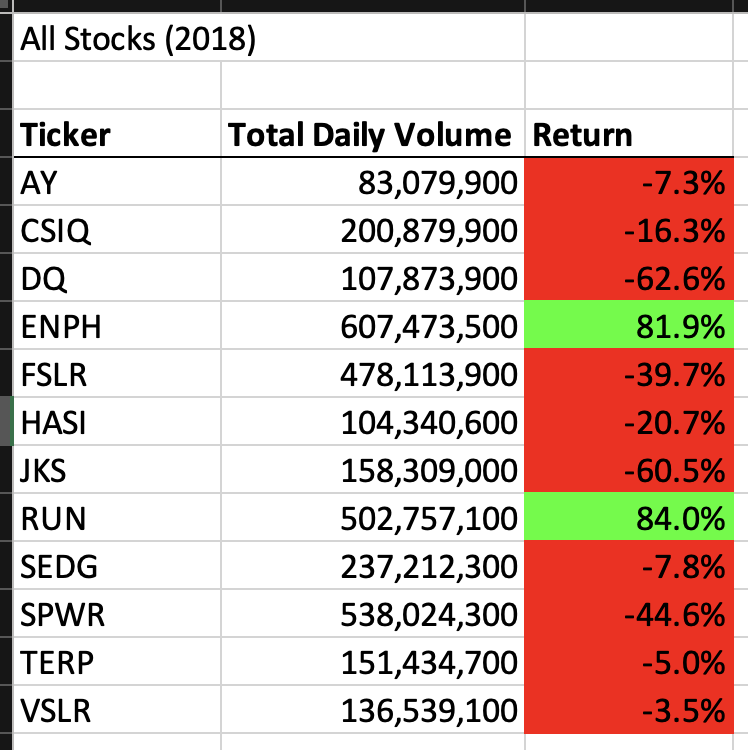 All Stocks (2018)
Ticker Total Daily Volume Return
AY 83,079,900 -7.3%
CSIQ 200,879,900 -16.3%
DQ 107,873,900 -62.6%
ENPH 607,473,500 81.9%
FSLR 478,113,900 -39.7%
HASI 104,340,600 -20.7%
JKS 158,309,000 -60.5%
RUN 502,757,100 84.0%
SEDG 237,212,300 -7.8%
SPWR 538,024,300 -44.6%
TERP 151,434,700 -5.0%
VSLR 136,539,100 -3.5%